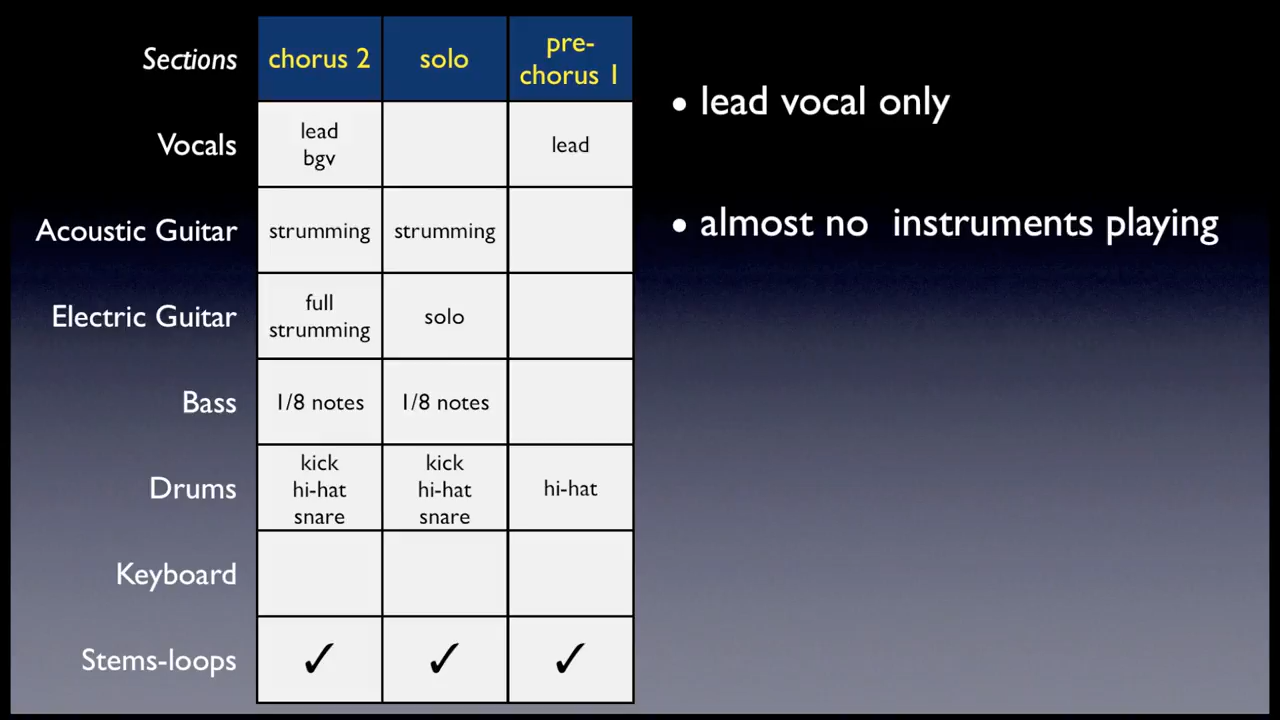 Sections chorus 2 solo pre-
chorus 1
Vocals lead
bgv lead
Acoustic Guitar strumming strumming
Electric Guitar full
strumming solo
Bass 1/8 notes 1/8 notes
Drums kick
hi-hat
snare kick
hi-hat
snare hi-hat
Keyboard
Stems-loops ✓ ✓ ✓
• lead vocal only
• almost no instruments playing